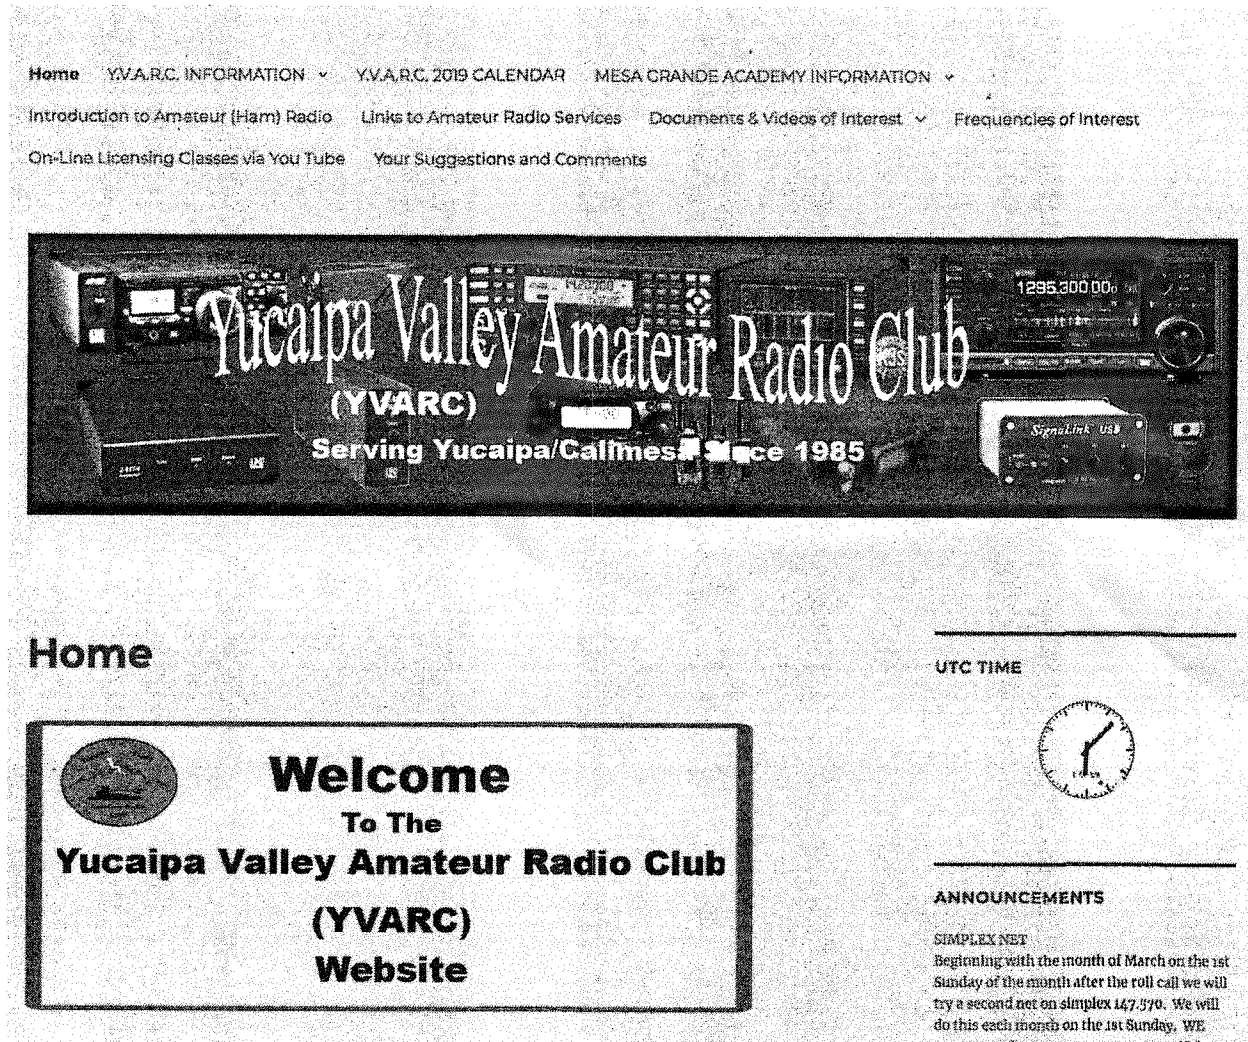 Home Y.V.A.R.C. INFORMATION Y.V.A.R.C. 2019 CALENDAR MESA GRANDE ACADEMY INFORMATION
Introduction to Amateur (Ham) Radio Links to Amateur Radio Services Documents & Videos of Interest Frequencies of Interest
On-Line Licensing Classes via You Tube Your Suggestions and Comments
Yucaipa Valley Amateur Radio Club
1295.300.00
(YVARC)
SignaLink USB
Serving Yucaipa/Calimesa Since 1985
Home
UTC TIME
Welcome
To The
Yucaipa Valley Amateur Radio Club
(YVARC)
Website
ANNOUNCEMENTS
SIMPLEX NET
Beginning with the month of March on the 1st
Sunday of the month after the roll call we will
try a second net on simplex 147.570. We will
do this each month on the 1st Sunday. WE